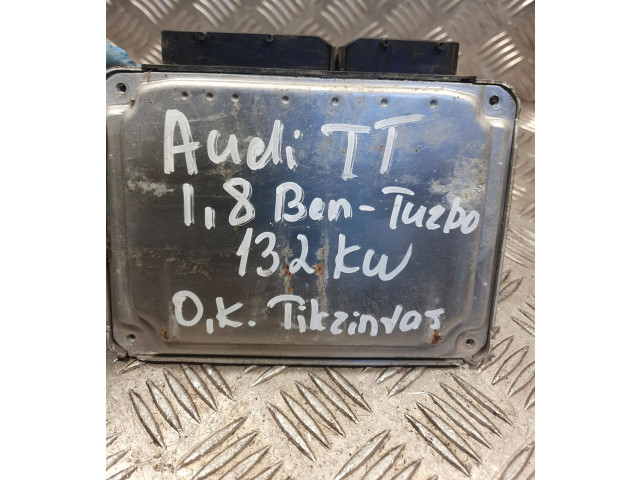 Audi TT
1,8 Ben-Turbo
132 KW
O,K. Tikrintas